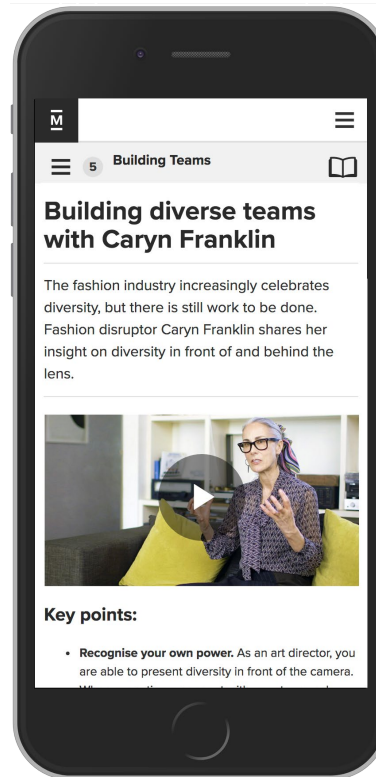 M
5 Building Teams
Building diverse teams
with Caryn Franklin
The fashion industry increasingly celebrates
diversity, but there is still work to be done.
Fashion disruptor Caryn Franklin shares her
insight on diversity in front of and behind the
lens.
Key points:
• Recognise your own power. As an art director, you
are able to present diversity in front of the camera.